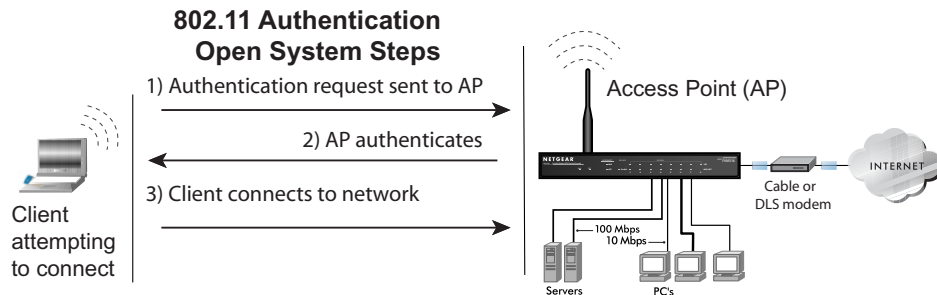 802.11 Authentication
Open System Steps
1) Authentication request sent to AP
2) AP authenticates
3) Client connects to network
Client
attempting
to connect
Access Point (AP)
NETGEAR
INTERNET
Cable or
DLS modem
100 Mbps
10 Mbps
Servers
PC's